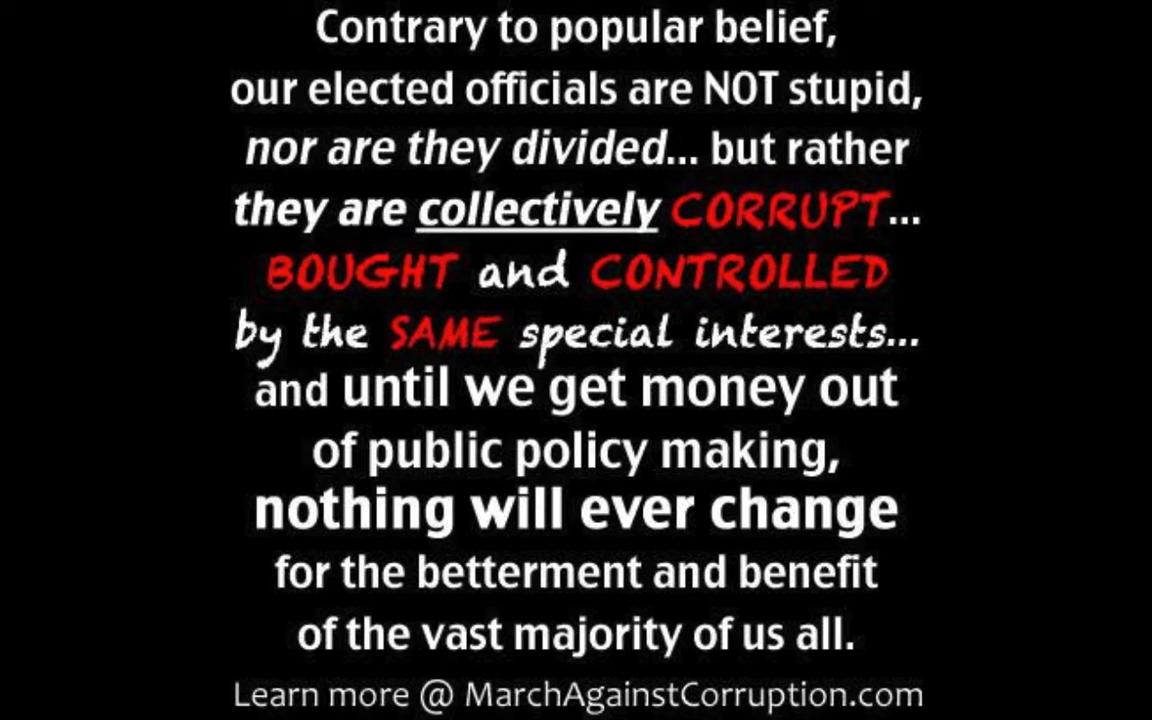 Contrary to popular belief,
our elected officials are NOT stupid,
nor are they divided... but rather
they are collectively CORRUPT...
BOUGHT and CONTROLLED
by the SAME special interests...
and until we get money out
of public policy making,
nothing will ever change
for the betterment and benefit
of the vast majority of us all.
Learn more @ MarchAgainstCorruption.com